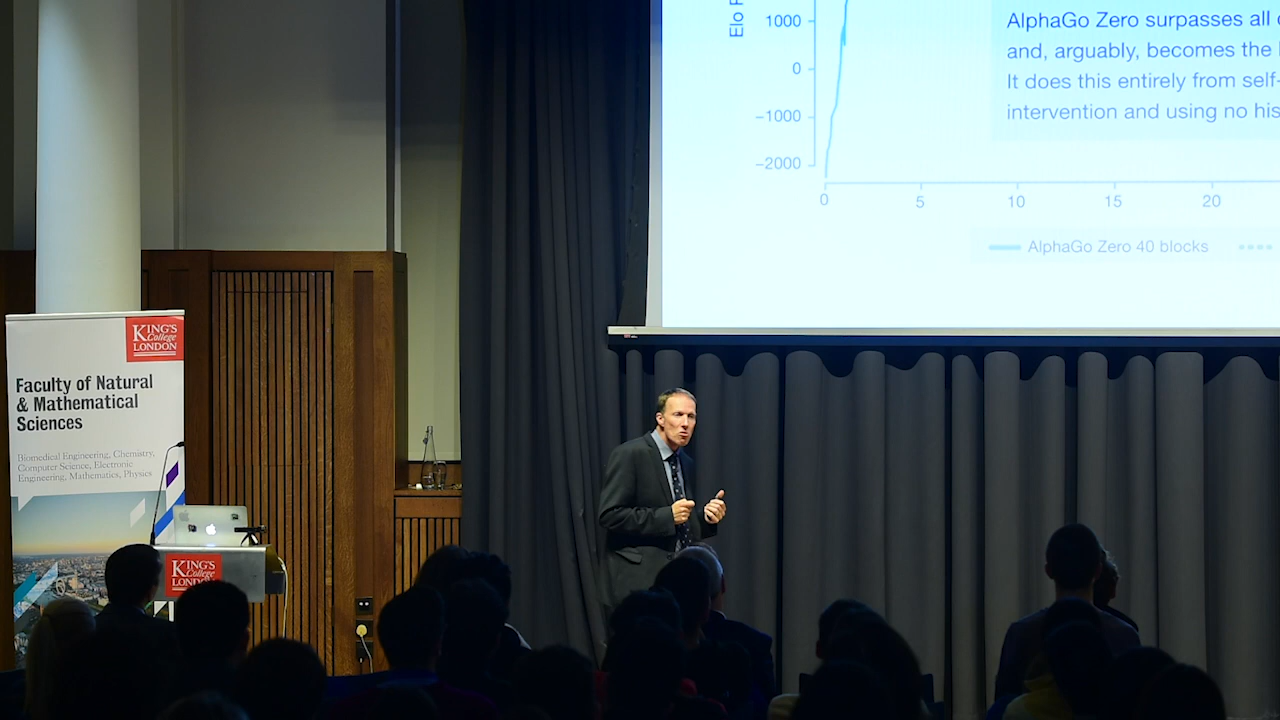 KING'S
College
LONDON
Faculty of Natural
& Mathematical
Sciences
Biomedical Engineering, Chemistry,
Computer Science, Electronic
Engineering, Mathematics, Physics
KING'S
College
LONDON
1000
0
−1000
−2000
0 5 10 15 20
Elo
AlphaGo Zero surpasses all
and, arguably, becomes the
It does this entirely from self-
intervention and using no
AlphaGo Zero 40 blocks